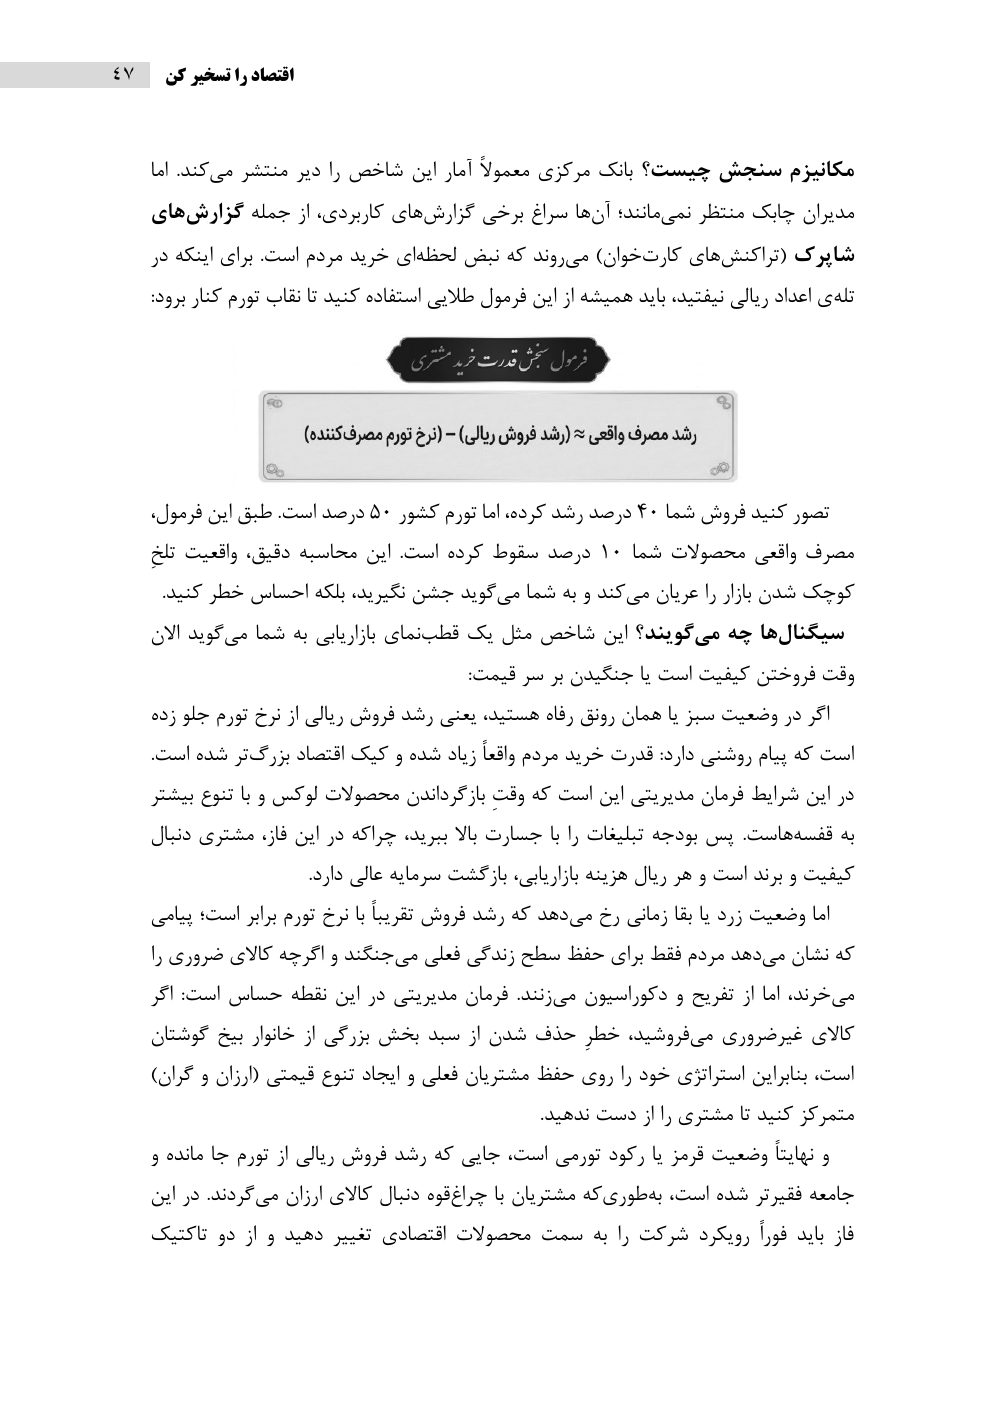 اقتصاد را تسخیر کن ۴۷
مکانیزم سنجش چیست؟ بانک مرکزی معمولاً آمار این شاخص را دیر منتشر می‌کند. اما
مدیران چابک منتظر نمی‌مانند؛ آن‌ها سراغ برخی گزارش‌های کاربردی، از جمله گزارش‌های
شاپرک (تراکنش‌های کارت‌خوان) می‌روند که نبض لحظه‌ای خرید مردم است. برای اینکه در
تله‌ی اعداد ریالی نیفتید، باید همیشه از این فرمول طلایی استفاده کنید تا نقاب تورم کنار برود:
فرمول سنجش قدرت خرید مشتری
رشد مصرف واقعی ≈ (رشد فروش ریالی) – (نرخ تورم مصرف‌کننده)
تصور کنید فروش شما ۴۰ درصد رشد کرده، اما تورم کشور ۵۰ درصد است. طبق این فرمول،
مصرف واقعی محصولات شما ۱۰ درصد سقوط کرده است. این محاسبه دقیق، واقعیت تلخِ
کوچک شدن بازار را عریان می‌کند و به شما می‌گوید جشن نگیرید، بلکه احساس خطر کنید.
سیگنال‌ها چه می‌گویند؟ این شاخص مثل یک قطب‌نمای بازاریابی به شما می‌گوید الان
وقت فروختن کیفیت است یا جنگیدن بر سر قیمت:
اگر در وضعیت سبز یا همان رونق رفاه هستید، یعنی رشد فروش ریالی از نرخ تورم جلو زده
است که پیام روشنی دارد: قدرت خرید مردم واقعاً زیاد شده و کیک اقتصاد بزرگ‌تر شده است.
در این شرایط فرمان مدیریتی این است که وقتِ بازگرداندن محصولات لوکس و با تنوع بیشتر
به قفسه‌هاست. پس بودجه تبلیغات را با جسارت بالا ببرید، چراکه در این فاز، مشتری دنبال
کیفیت و برند است و هر ریال هزینه بازاریابی، بازگشت سرمایه عالی دارد.
اما وضعیت زرد یا بقا زمانی رخ می‌دهد که رشد فروش تقریباً با نرخ تورم برابر است؛ پیامی
که نشان می‌دهد مردم فقط برای حفظ سطح زندگی فعلی می‌جنگند و اگرچه کالای ضروری را
می‌خرند، اما از تفریح و دکوراسیون می‌زنند. فرمان مدیریتی در این نقطه حساس است: اگر
کالای غیرضروری می‌فروشید، خطرِ حذف شدن از سبد بخش بزرگی از خانوار بیخ گوشتان
است، بنابراین استراتژی خود را روی حفظ مشتریان فعلی و ایجاد تنوع قیمتی (ارزان و گران)
متمرکز کنید تا مشتری را از دست ندهید.
و نهایتاً وضعیت قرمز یا رکود تورمی است، جایی که رشد فروش ریالی از تورم جا مانده و
جامعه فقیرتر شده است، به‌طوری‌که مشتریان با چراغ‌قوه دنبال کالای ارزان می‌گردند. در این
فاز باید فوراً رویکرد شرکت را به سمت محصولات اقتصادی تغییر دهید و از دو تاکتیک